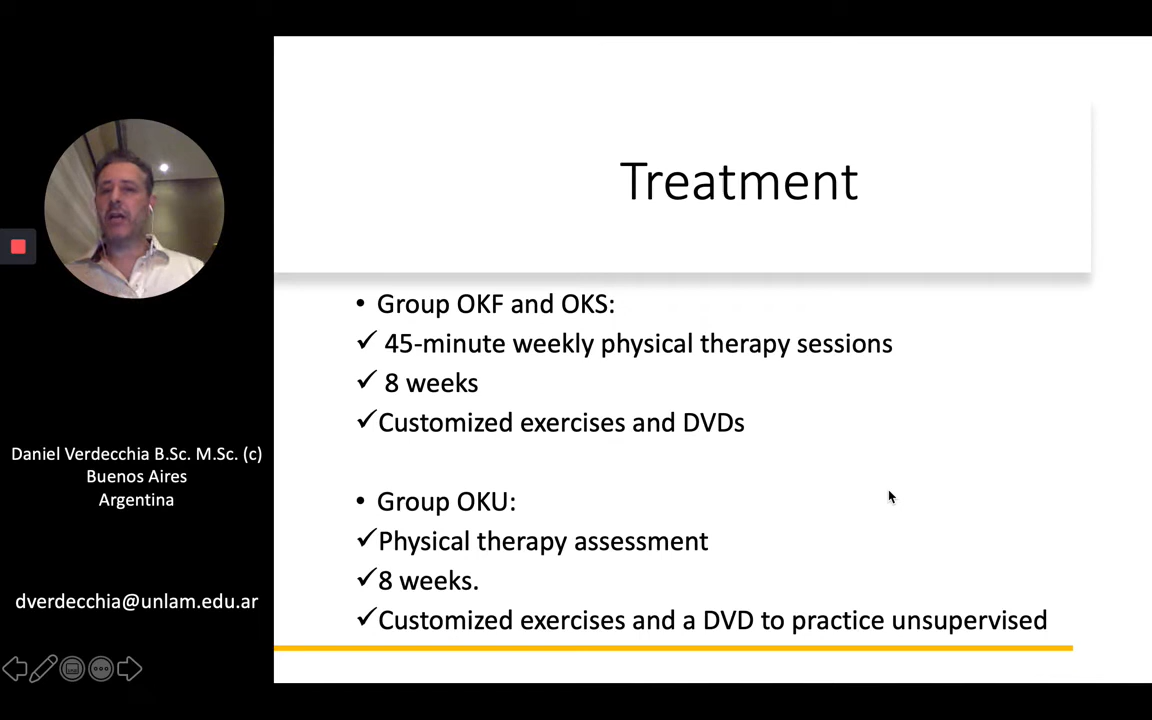 Treatment
• Group OKF and OKS:
✓ 45-minute weekly physical therapy sessions
✓ 8 weeks
✓Customized exercises and DVDs
• Group OKU:
✓Physical therapy assessment
✓8 weeks.
✓Customized exercises and a DVD to practice unsupervised
Daniel Verdecchia B.Sc. M.Sc. (c)
Buenos Aires
Argentina
dverdecchia@unlam.edu.ar